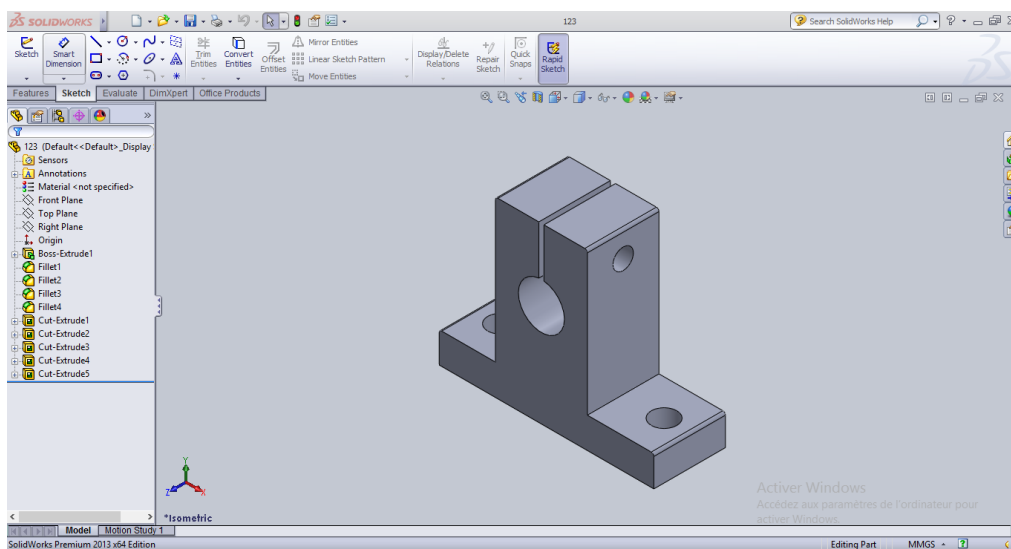 SOLIDWORKS
123
Search SolidWorks Help
Sketch
Smart Dimension
Trim Entities
Convert Entities
Offset Entities
Mirror Entities
Linear Sketch Pattern
Move Entities
Display/Delete Relations
Repair Sketch
Quick Snaps
Rapid Sketch
Features Sketch Evaluate DimXpert Office Products
123 (Default<<Default>_Display
Sensors
Annotations
Material <not specified>
Front Plane
Top Plane
Right Plane
Origin
Boss-Extrude1
Fillet1
Fillet2
Fillet3
Fillet4
Cut-Extrude1
Cut-Extrude2
Cut-Extrude3
Cut-Extrude4
Cut-Extrude5
Y
Z X
*Isometric
Activer Windows
Accédez aux paramètres de l'ordinateur pour
activer Windows.
Model Motion Study 1
SolidWorks Premium 2013 x64 Edition
Editing Part MMGS